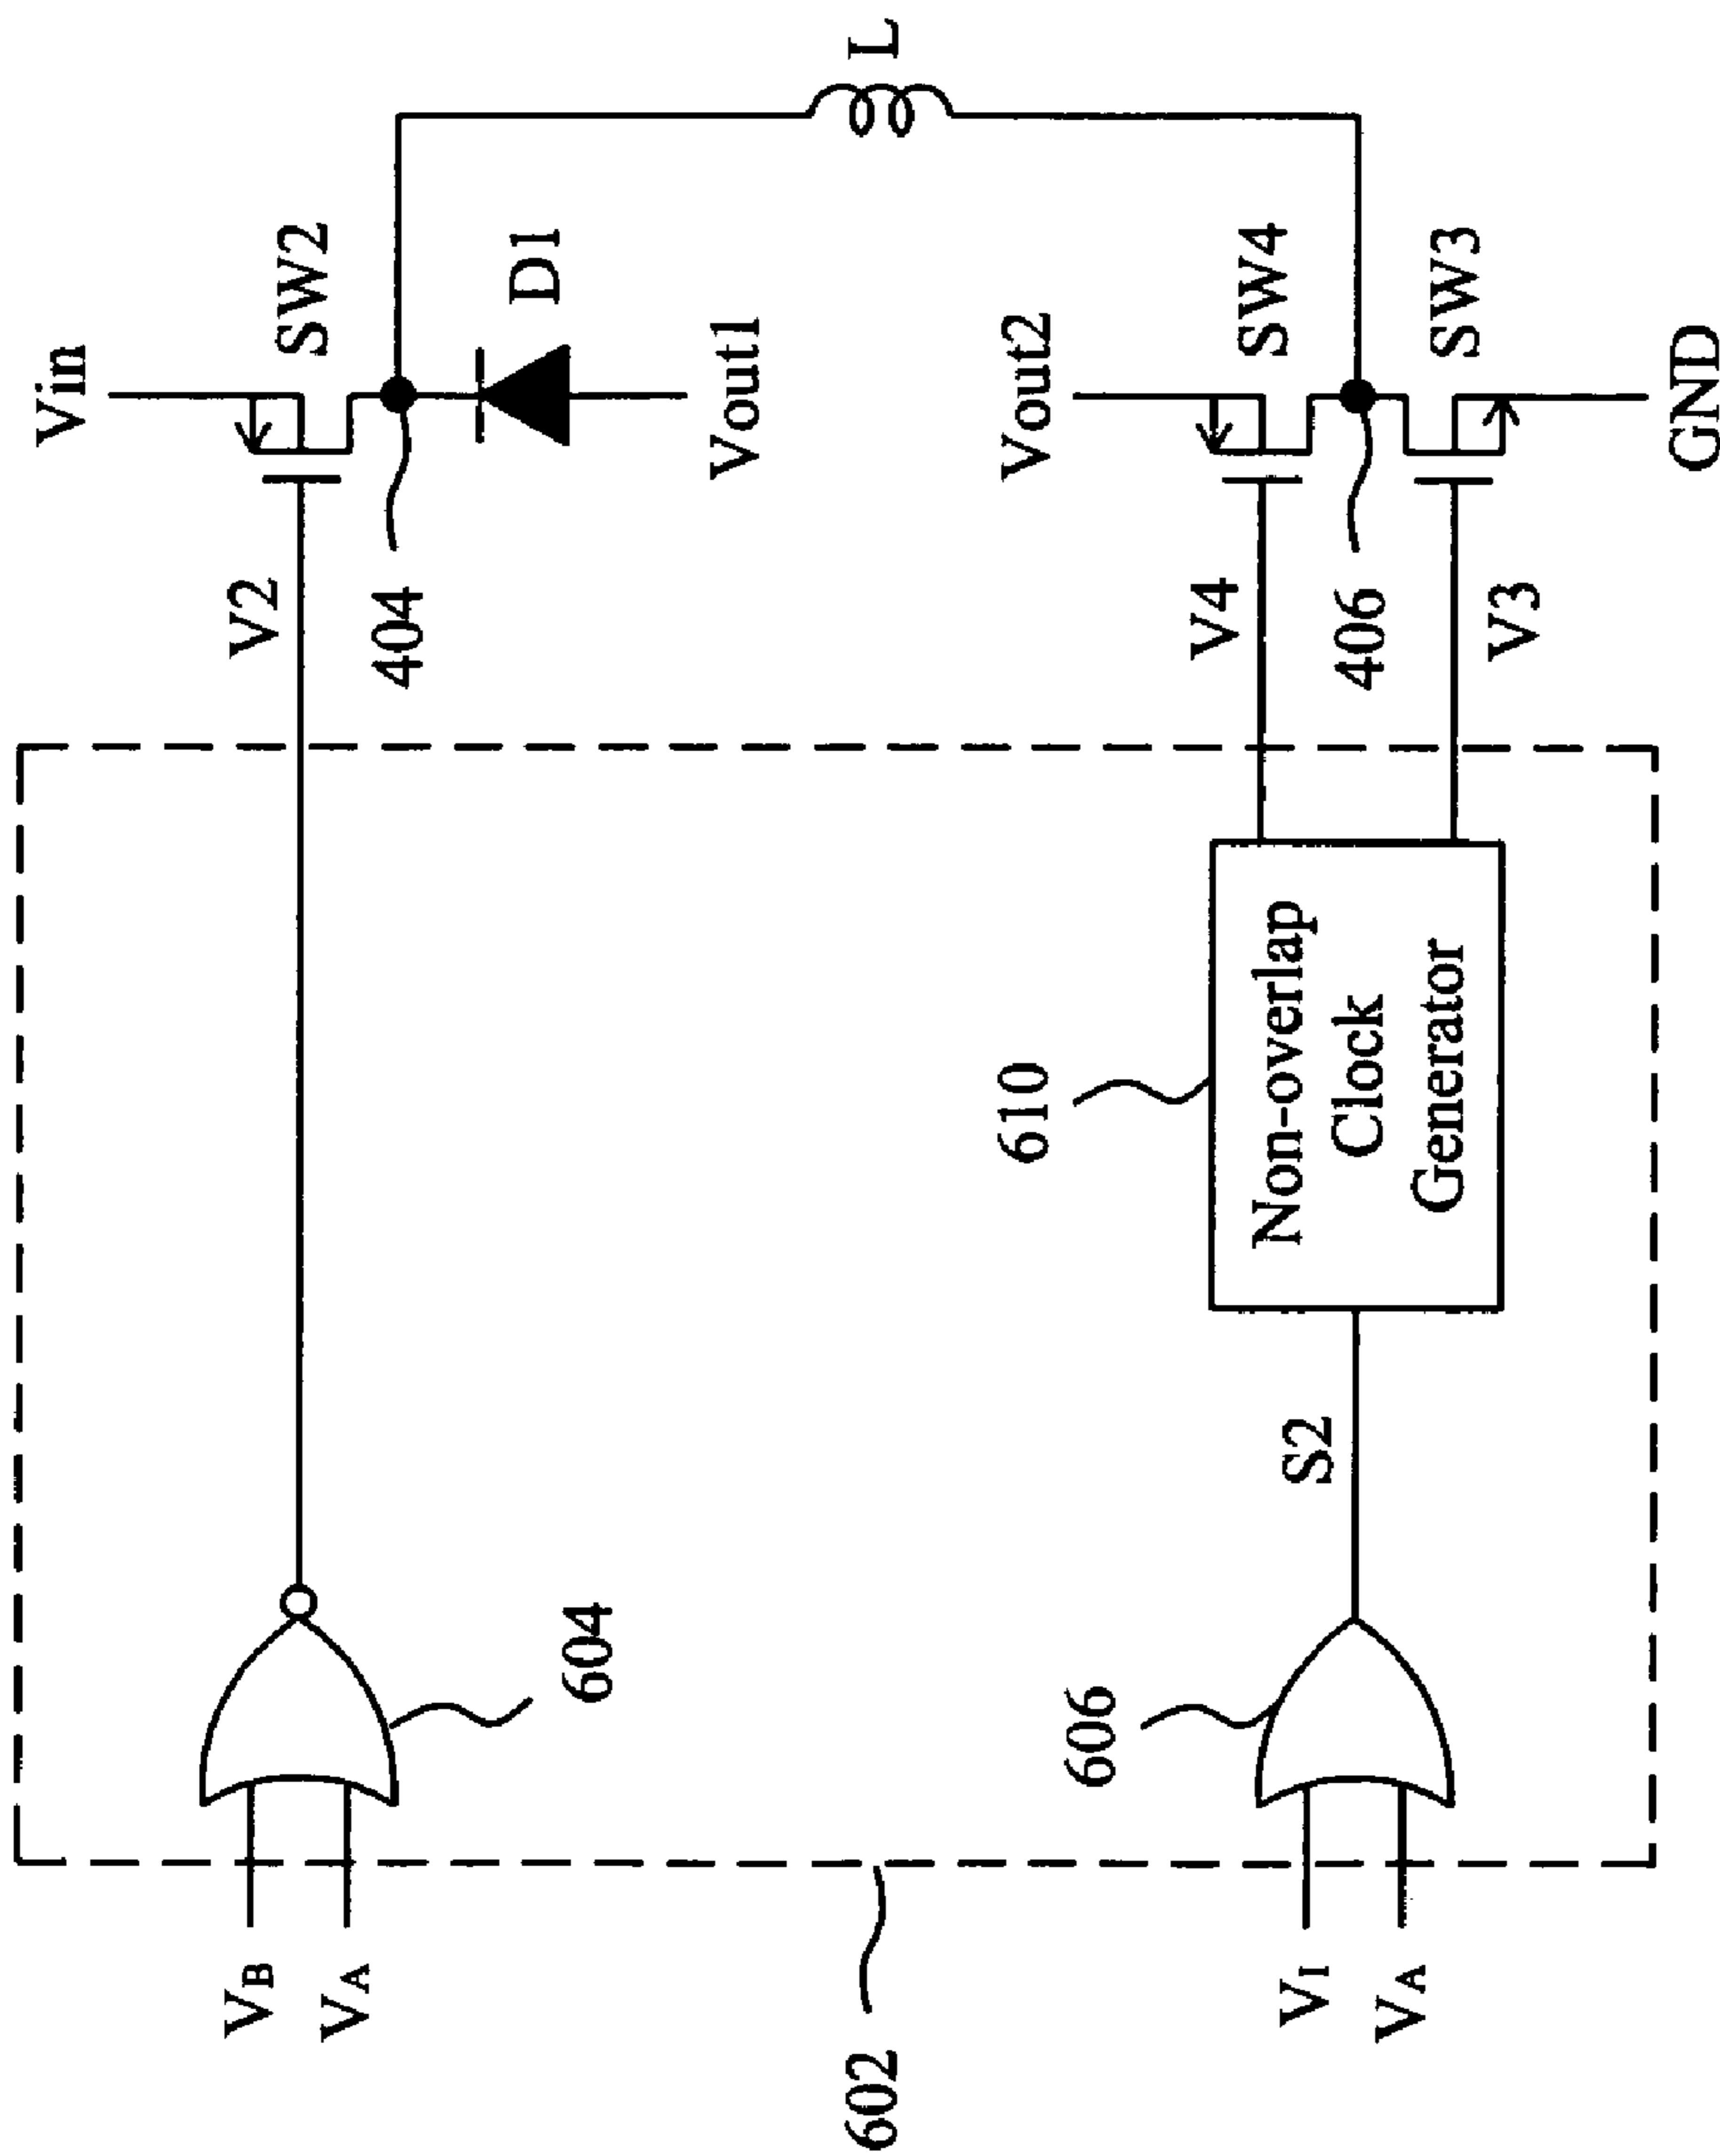 Vin
SW2
V2
404
D1
Vout1
L
Vout2
SW4
V4
406
SW3
V3
GND
610
Non-overlap
Clock
Generator
S2
604
606
VB
VA
VI
VA
602